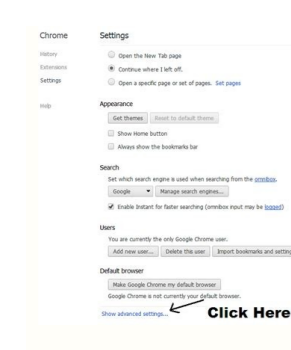 Chrome
Settings
History
Extensions
Settings
Help
Open the New Tab page
Continue where I left off.
Open a specific page or set of pages. Set pages
Appearance
Get themes Reset to default theme
Show Home button
Always show the bookmarks bar
Search
Set which search engine is used when searching from the omnibox.
Google Manage search engines...
Enable Instant for faster searching (omnibox input may be logged)
Users
You are currently the only Google Chrome user.
Add new user... Delete this user Import bookmarks and setting
Default browser
Make Google Chrome my default browser
Google Chrome is not currently your default browser.
Show advanced settings... Click Here